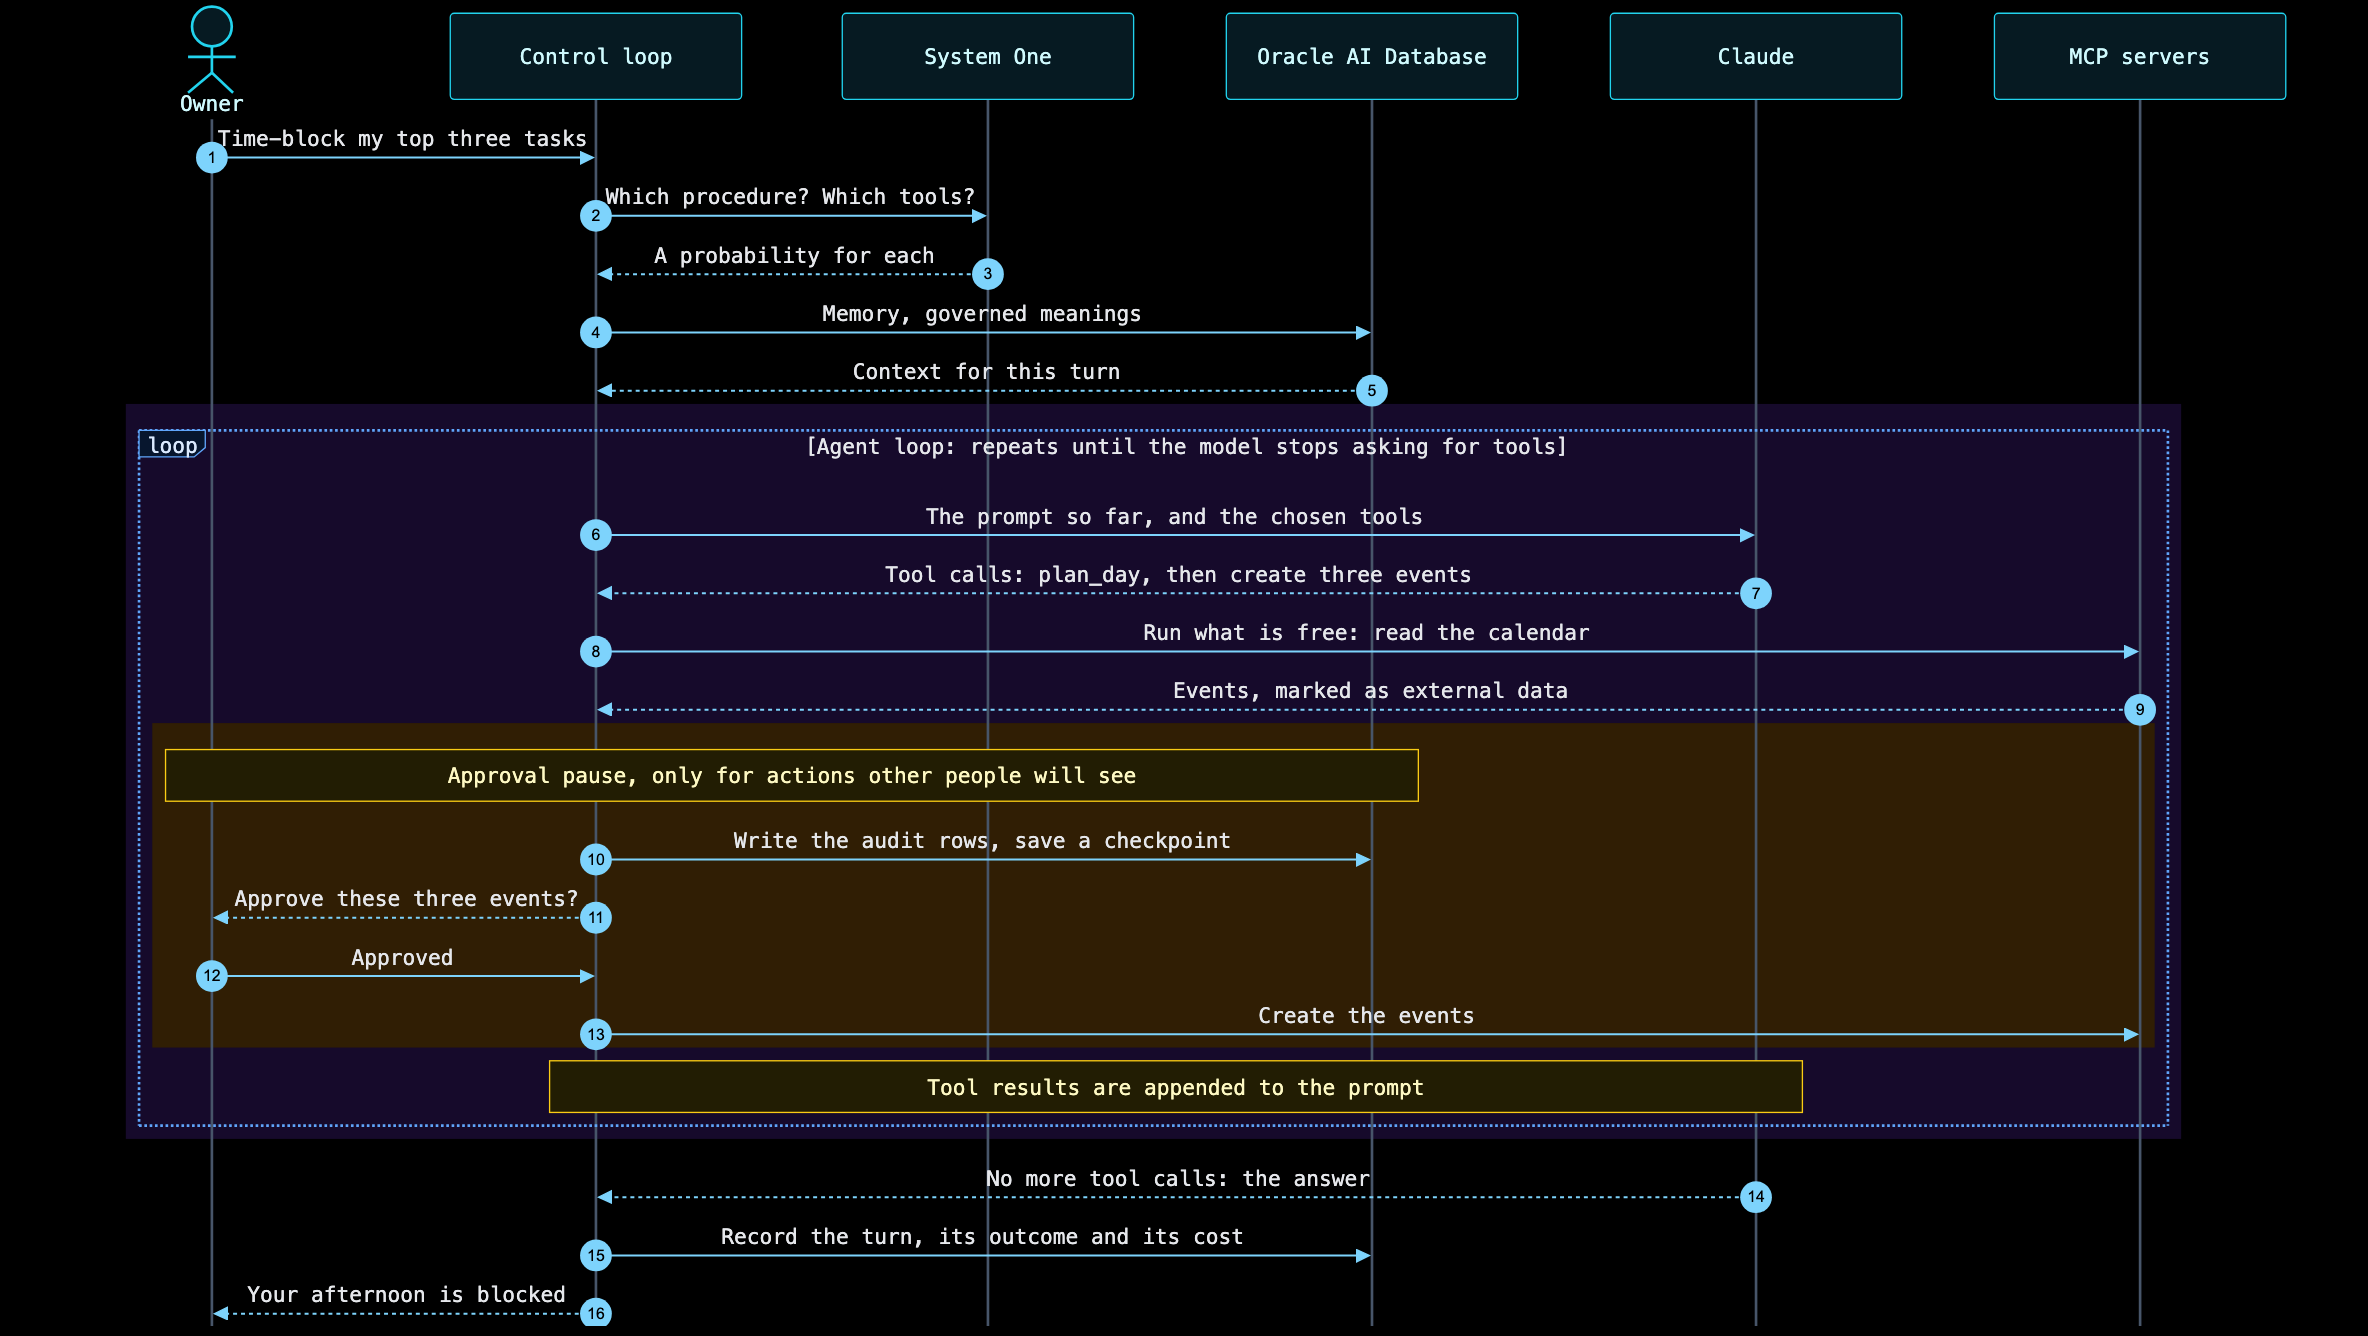 Owner
Control loop
System One
Oracle AI Database
Claude
MCP servers
Time-block my top three tasks
1
Which procedure? Which tools?
2
A probability for each
3
Memory, governed meanings
4
Context for this turn
5
loop
[Agent loop: repeats until the model stops asking for tools]
The prompt so far, and the chosen tools
6
Tool calls: plan_day, then create three events
7
Run what is free: read the calendar
8
Events, marked as external data
9
Approval pause, only for actions other people will see
Write the audit rows, save a checkpoint
10
Approve these three events?
11
Approved
12
Create the events
13
Tool results are appended to the prompt
No more tool calls: the answer
14
Record the turn, its outcome and its cost
15
Your afternoon is blocked
16